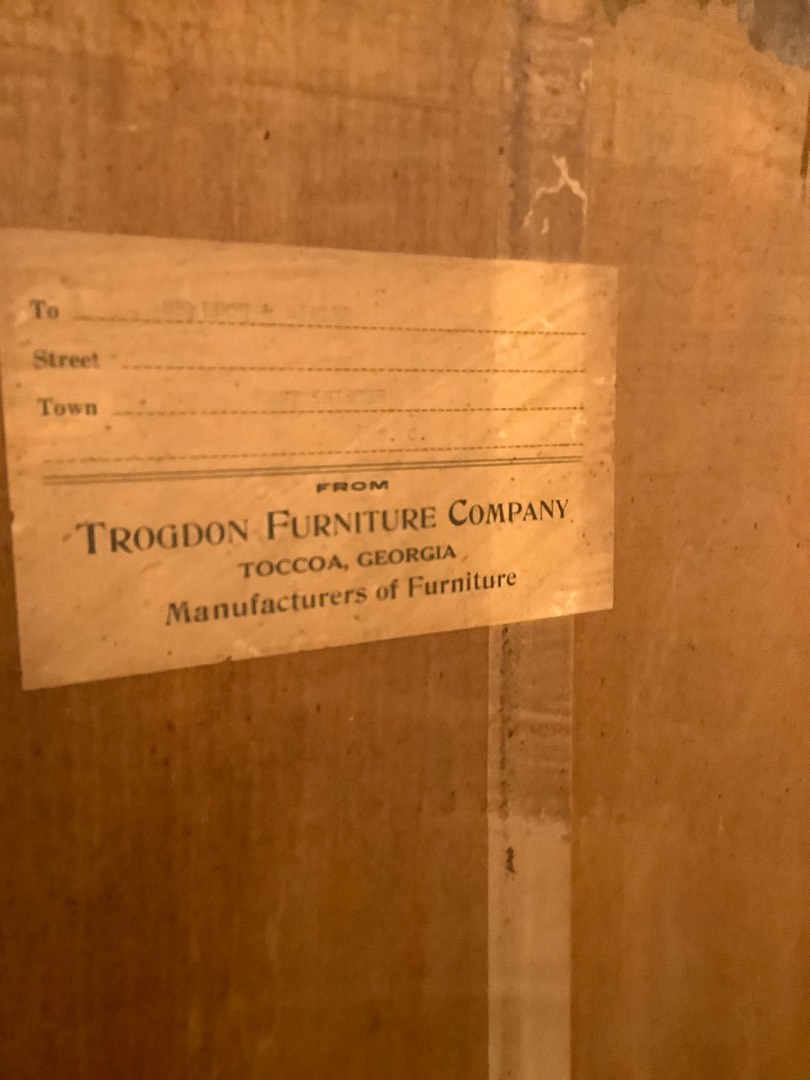 To
Street
Town
FROM
TROGDON FURNITURE COMPANY
TOCCOA, GEORGIA
Manufacturers of Furniture